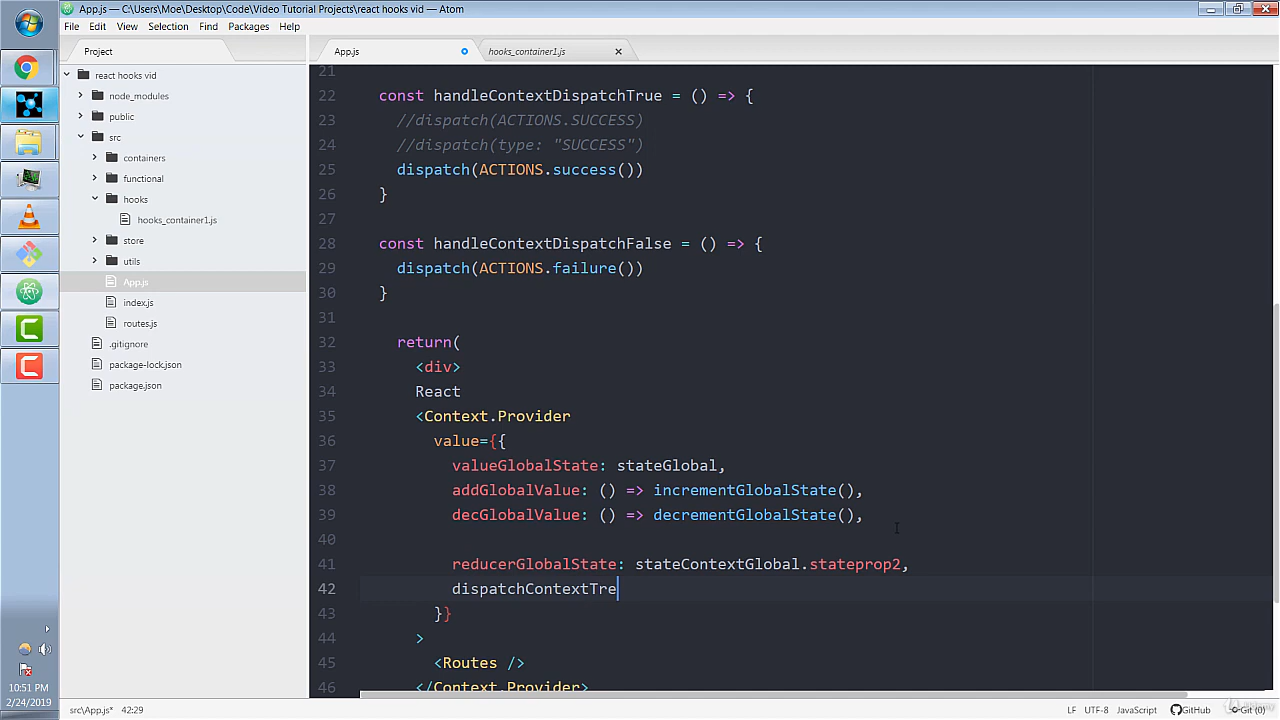 App.js — C:\Users\Moe\Desktop\Code\Video Tutorial Projects\react hooks vid — Atom
File Edit View Selection Find Packages Help
Project
App.js
hooks_container1.js
react hooks vid
node_modules
public
src
containers
functional
hooks
hooks_container1.js
store
utils
App.js
index.js
routes.js
.gitignore
package-lock.json
package.json
21
22 const handleContextDispatchTrue = () => {
23 //dispatch(ACTIONS.SUCCESS)
24 //dispatch(type: "SUCCESS")
25 dispatch(ACTIONS.success())
26 }
27
28 const handleContextDispatchFalse = () => {
29 dispatch(ACTIONS.failure())
30 }
31
32 return(
33 <div>
34 React
35 <Context.Provider
36 value={{
37 valueGlobalState: stateGlobal,
38 addGlobalValue: () => incrementGlobalState(),
39 decGlobalValue: () => decrementGlobalState(),
40
41 reducerGlobalState: stateContextGlobal.stateprop2,
42 dispatchContextTre
43 }}
44 >
45 <Routes />
46 </Context.Provider>
10:51 PM
2/24/2019
src\App.js* 42:29
LF UTF-8 JavaScript GitHub Git (0)